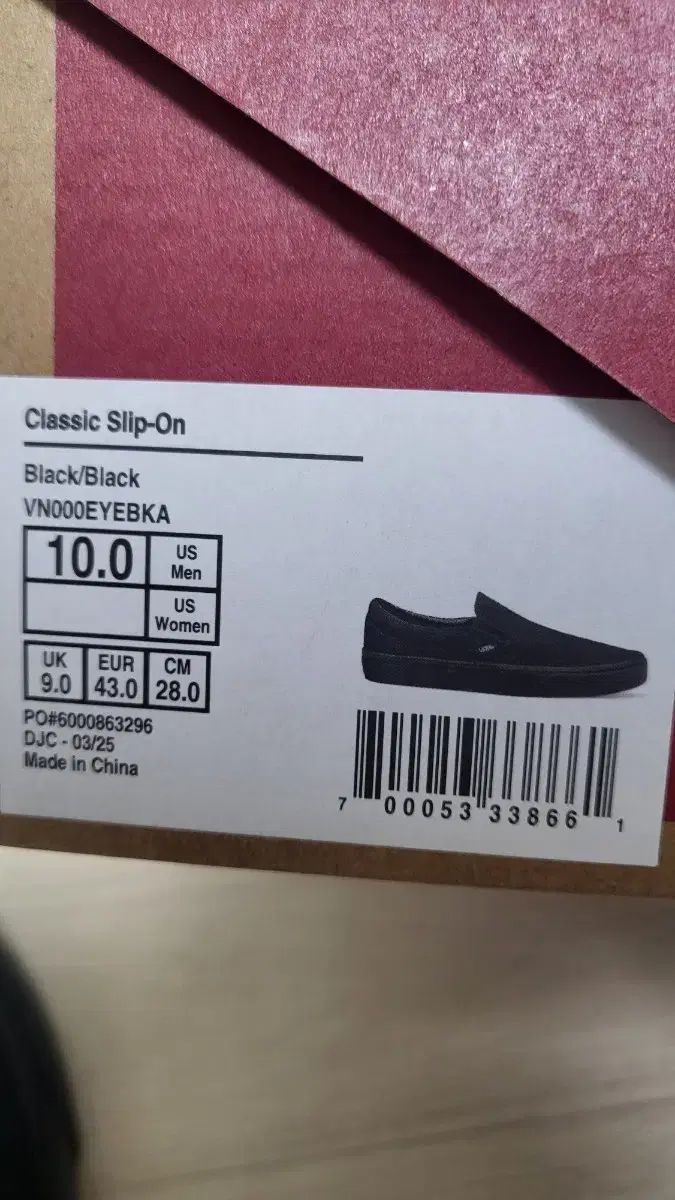 Classic Slip-On
Black/Black
VN000EYEBKA
10.0 US Men
US Women
UK 9.0
EUR 43.0
CM 28.0
PO#6000863296
DJC - 03/25
Made in China
7 00053 33866 1